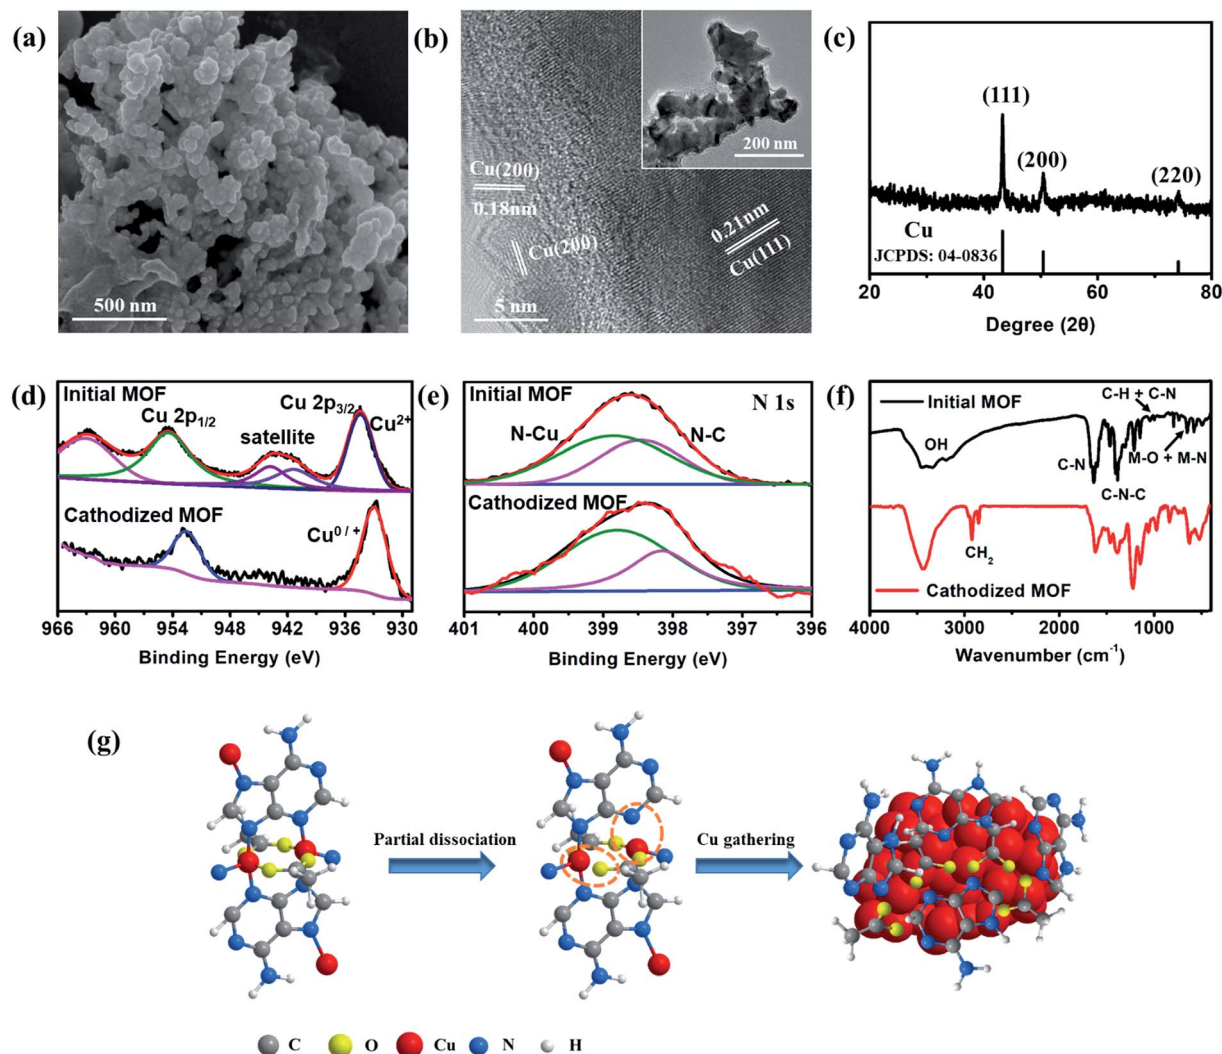 (a)
500 nm
(b)
Cu(200)
0.18nm
Cu(200)
0.21nm
Cu(111)
5 nm
200 nm
(c)
(111)
(200)
(220)
Cu
JCPDS: 04-0836
20 40 60 80
Degree (2θ)
(d)
Initial MOF
Cu 2p1/2
satellite
Cu 2p3/2
Cu2+
Cathodized MOF
Cu0 / +
966 960 954 948 942 936 930
Binding Energy (eV)
(e)
Initial MOF
N 1s
N-Cu
N-C
Cathodized MOF
401 400 399 398 397 396
Binding Energy (eV)
(f)
Initial MOF
C-H + C-N
OH
C-N
M-O + M-N
C-N-C
CH2
Cathodized MOF
4000 3000 2000 1000
Wavenumber (cm-1)
(g)
Partial dissociation
Cu gathering
C O Cu N H